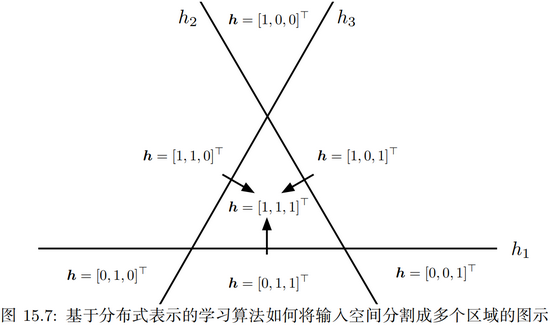 h₂ h = [1, 0, 0]⊤ h₃
h = [1, 1, 0]⊤ h = [1, 0, 1]⊤
h = [1, 1, 1]⊤
h₁
h = [0, 1, 0]⊤ h = [0, 1, 1]⊤ h = [0, 0, 1]⊤
图 15.7: 基于分布式表示的学习算法如何将输入空间分割成多个区域的图示